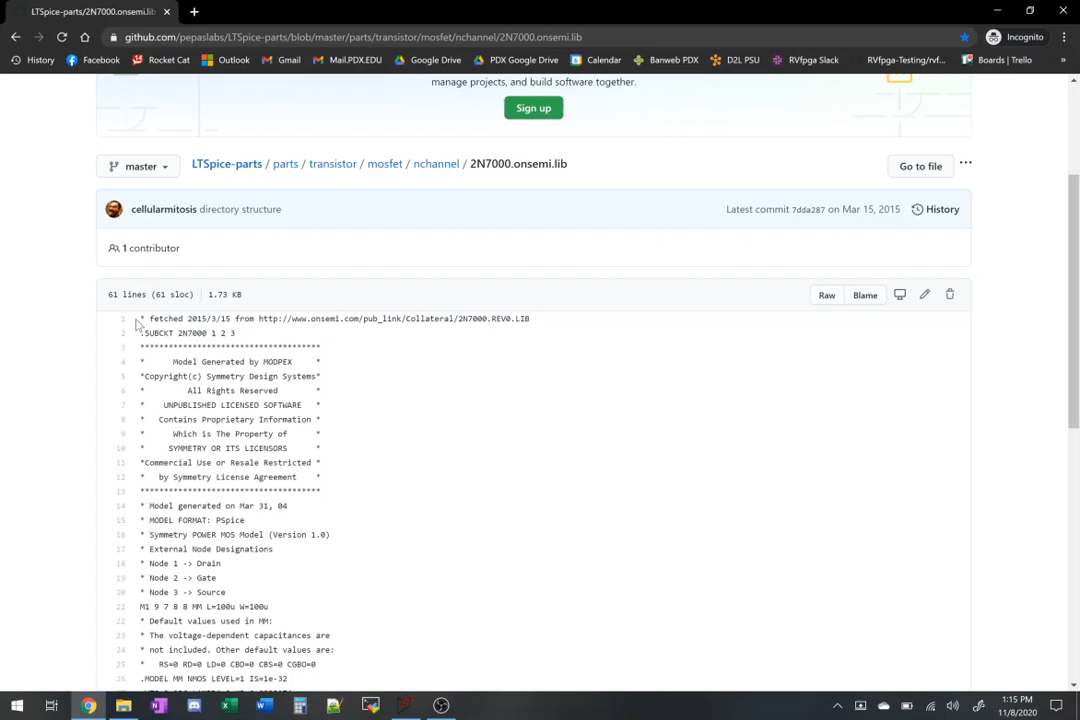 LTSpice-parts/2N7000.onsemi.lib
github.com/pepaslabs/LTSpice-parts/blob/master/parts/transistor/mosfet/nchannel/2N7000.onsemi.lib
Incognito
History Facebook Rocket Cat Outlook Gmail Mail.PDX.EDU Google Drive PDX Google Drive Calendar Banweb PDX D2L PSU RVfpga Slack RVfpga-Testing/rvf... Boards | Trello »
manage projects, and build software together.
Sign up
master
LTSpice-parts / parts / transistor / mosfet / nchannel / 2N7000.onsemi.lib
Go to file
cellularmitosis directory structure
Latest commit 7dda287 on Mar 15, 2015 History
1 contributor
61 lines (61 sloc) 1.73 KB
Raw Blame
1 * fetched 2015/3/15 from http://www.onsemi.com/pub_link/Collateral/2N7000.REV0.LIB
2 .SUBCKT 2N7000 1 2 3
3 ****************************************
4 * Model Generated by MODPEX *
5 *Copyright(c) Symmetry Design Systems*
6 * All Rights Reserved *
7 * UNPUBLISHED LICENSED SOFTWARE *
8 * Contains Proprietary Information *
9 * Which is The Property of *
10 * SYMMETRY OR ITS LICENSORS *
11 *Commercial Use or Resale Restricted *
12 * by Symmetry License Agreement *
13 ****************************************
14 * Model generated on Mar 31, 04
15 * MODEL FORMAT: PSpice
16 * Symmetry POWER MOS Model (Version 1.0)
17 * External Node Designations
18 * Node 1 -> Drain
19 * Node 2 -> Gate
20 * Node 3 -> Source
21 M1 9 7 8 8 MM L=100u W=100u
22 * Default values used in MM:
23 * The voltage-dependent capacitances are
24 * not included. Other default values are:
25 * RS=0 RD=0 LD=0 CBD=0 CBS=0 CGBO=0
26 .MODEL MM NMOS LEVEL=1 IS=1e-32
1:15 PM
11/8/2020